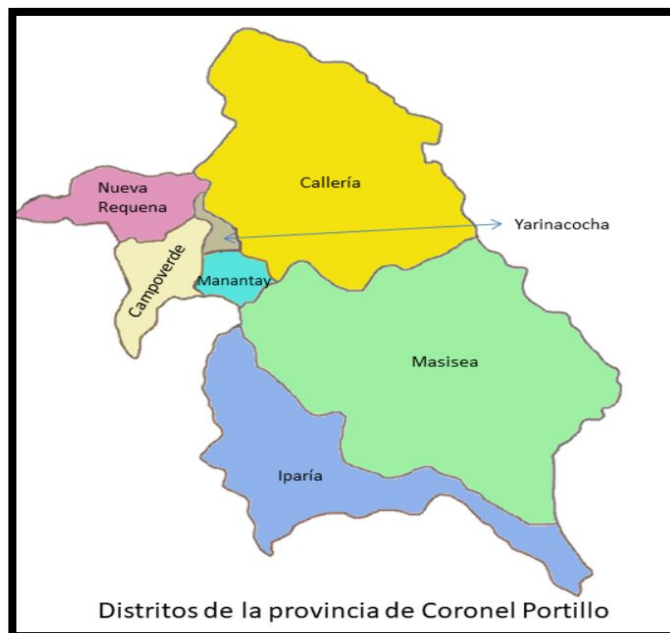 Nueva
Requena
Callería
Yarinacocha
Campoverde
Manantay
Masisea
Iparía
Distritos de la provincia de Coronel Portillo